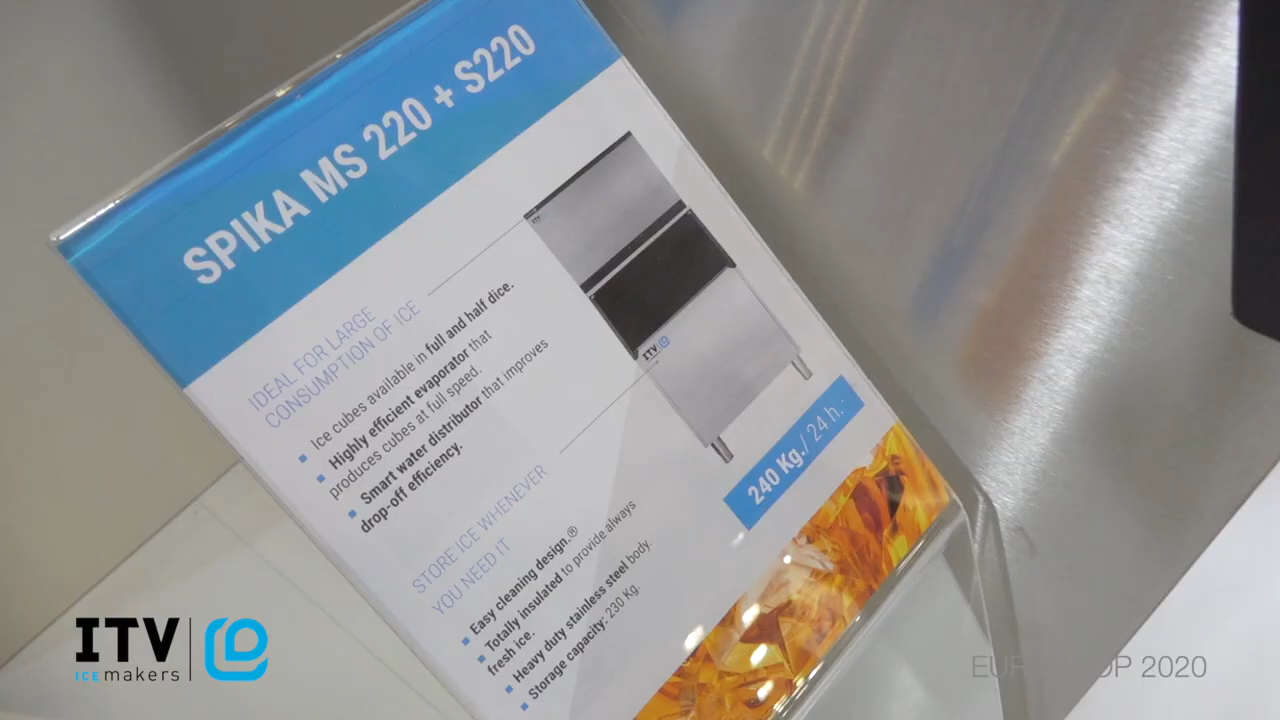 SPIKA MS 220 + S220
IDEAL FOR LARGE
CONSUMPTION OF ICE
Ice cubes available in full and half dice.
Highly efficient evaporator that
produces cubes at full speed.
Smart water distributor that improves
drop-off efficiency.
ITV
240 Kg./ 24 h.
STORE ICE WHENEVER
YOU NEED IT
Easy cleaning design.®
Totally insulated to provide always
fresh ice.
Heavy duty stainless steel body.
Storage capacity: 230 Kg.
ITV
ICEmakers
2020